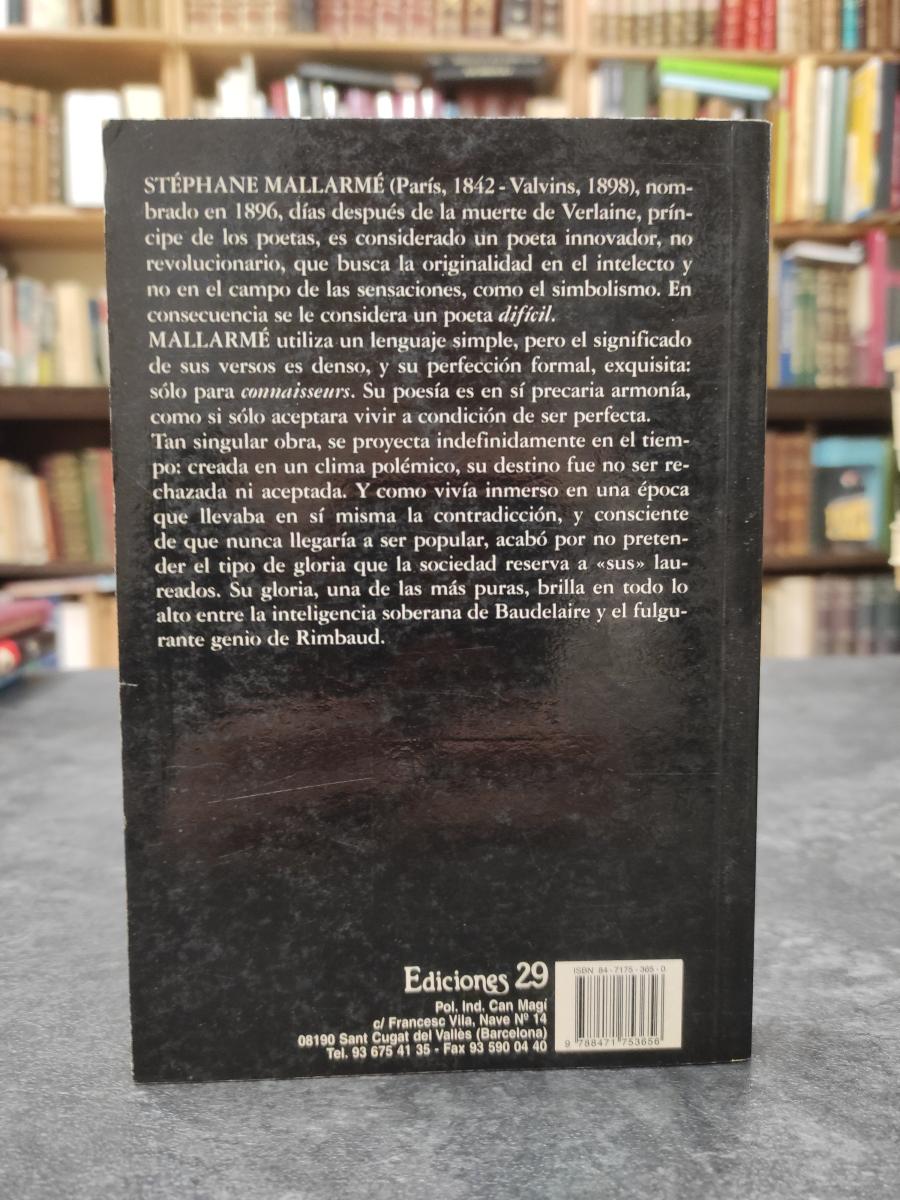 STÉPHANE MALLARMÉ (París, 1842 - Valvins, 1898), nom-
brado en 1896, días después de la muerte de Verlaine, prín-
cipe de los poetas, es considerado un poeta innovador, no
revolucionario, que busca la originalidad en el intelecto y
no en el campo de las sensaciones, como el simbolismo. En
consecuencia se le considera un poeta difícil.
MALLARMÉ utiliza un lenguaje simple, pero el significado
de sus versos es denso, y su perfección formal, exquisita:
sólo para connaisseurs. Su poesía es en sí precaria armonía,
como si sólo aceptara vivir a condición de ser perfecta.
Tan singular obra, se proyecta indefinidamente en el tiem-
po: creada en un clima polémico, su destino fue no ser re-
chazada ni aceptada. Y como vivía inmerso en una época
que llevaba en sí misma la contradicción, y consciente
de que nunca llegaría a ser popular, acabó por no preten-
der el tipo de gloria que la sociedad reserva a «sus» lau-
reados. Su gloria, una de las más puras, brilla en todo lo
alto entre la inteligencia soberana de Baudelaire y el fulgu-
rante genio de Rimbaud.
Ediciones 29
Pol. Ind. Can Magí
c/ Francesc Vila, Nave Nº 14
08190 Sant Cugat del Vallès (Barcelona)
Tel. 93 675 41 35 - Fax 93 590 04 40
ISBN 84-7175-365-0
9 788471 753656